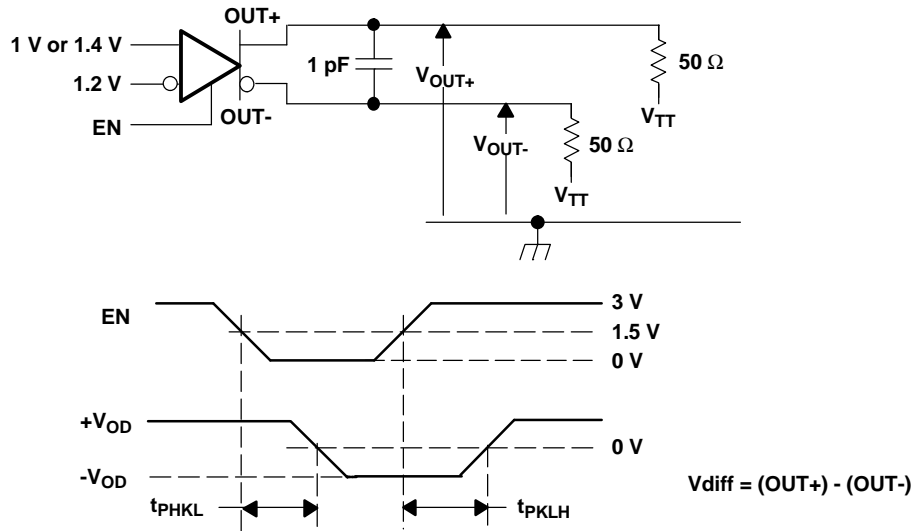 OUT+
1 V or 1.4 V
1.2 V
EN
OUT-
1 pF
VOUT+
VOUT-
50 Ω
VTT
50 Ω
VTT
EN
3 V
1.5 V
0 V
+VOD
0 V
-VOD
tPHKL
tPKLH
Vdiff = (OUT+) - (OUT-)